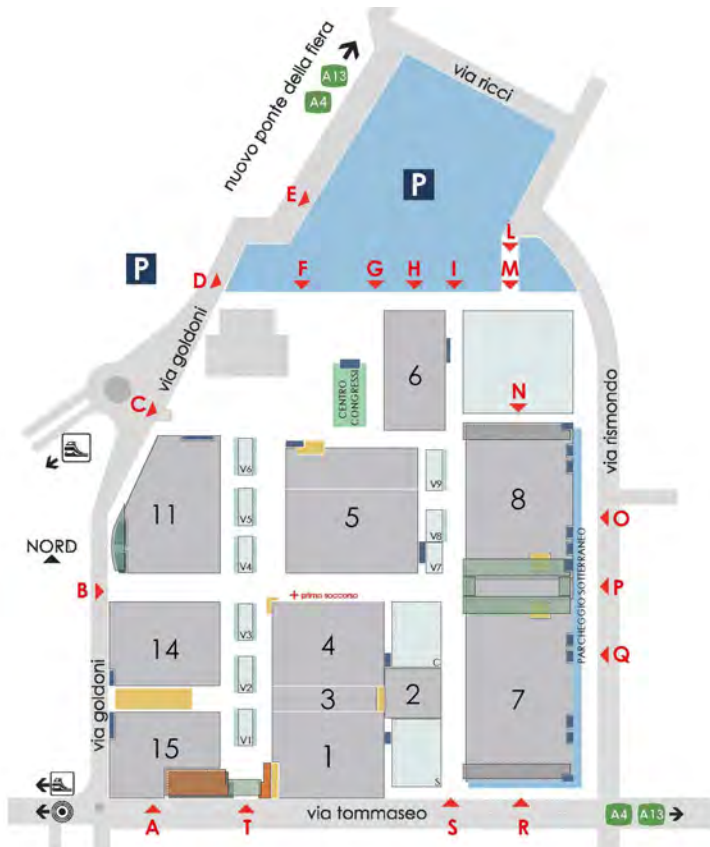 nuovo ponte della fiera
A13
A4
via ricci
P
E
L
P
D
F
G
H
I
M
via goldoni
C
CENTRO
CONGRESSI
6
N
via rismondo
V6
V9
11
V5
5
8
V8
O
V4
V7
NORD
B
+ primo soccorso
P
PARCHEGGIO SOTTERRANEO
14
V3
4
C
Q
V2
3
2
7
via goldoni
15
V1
1
S
A
T
via tommaseo
S
R
A4
A13